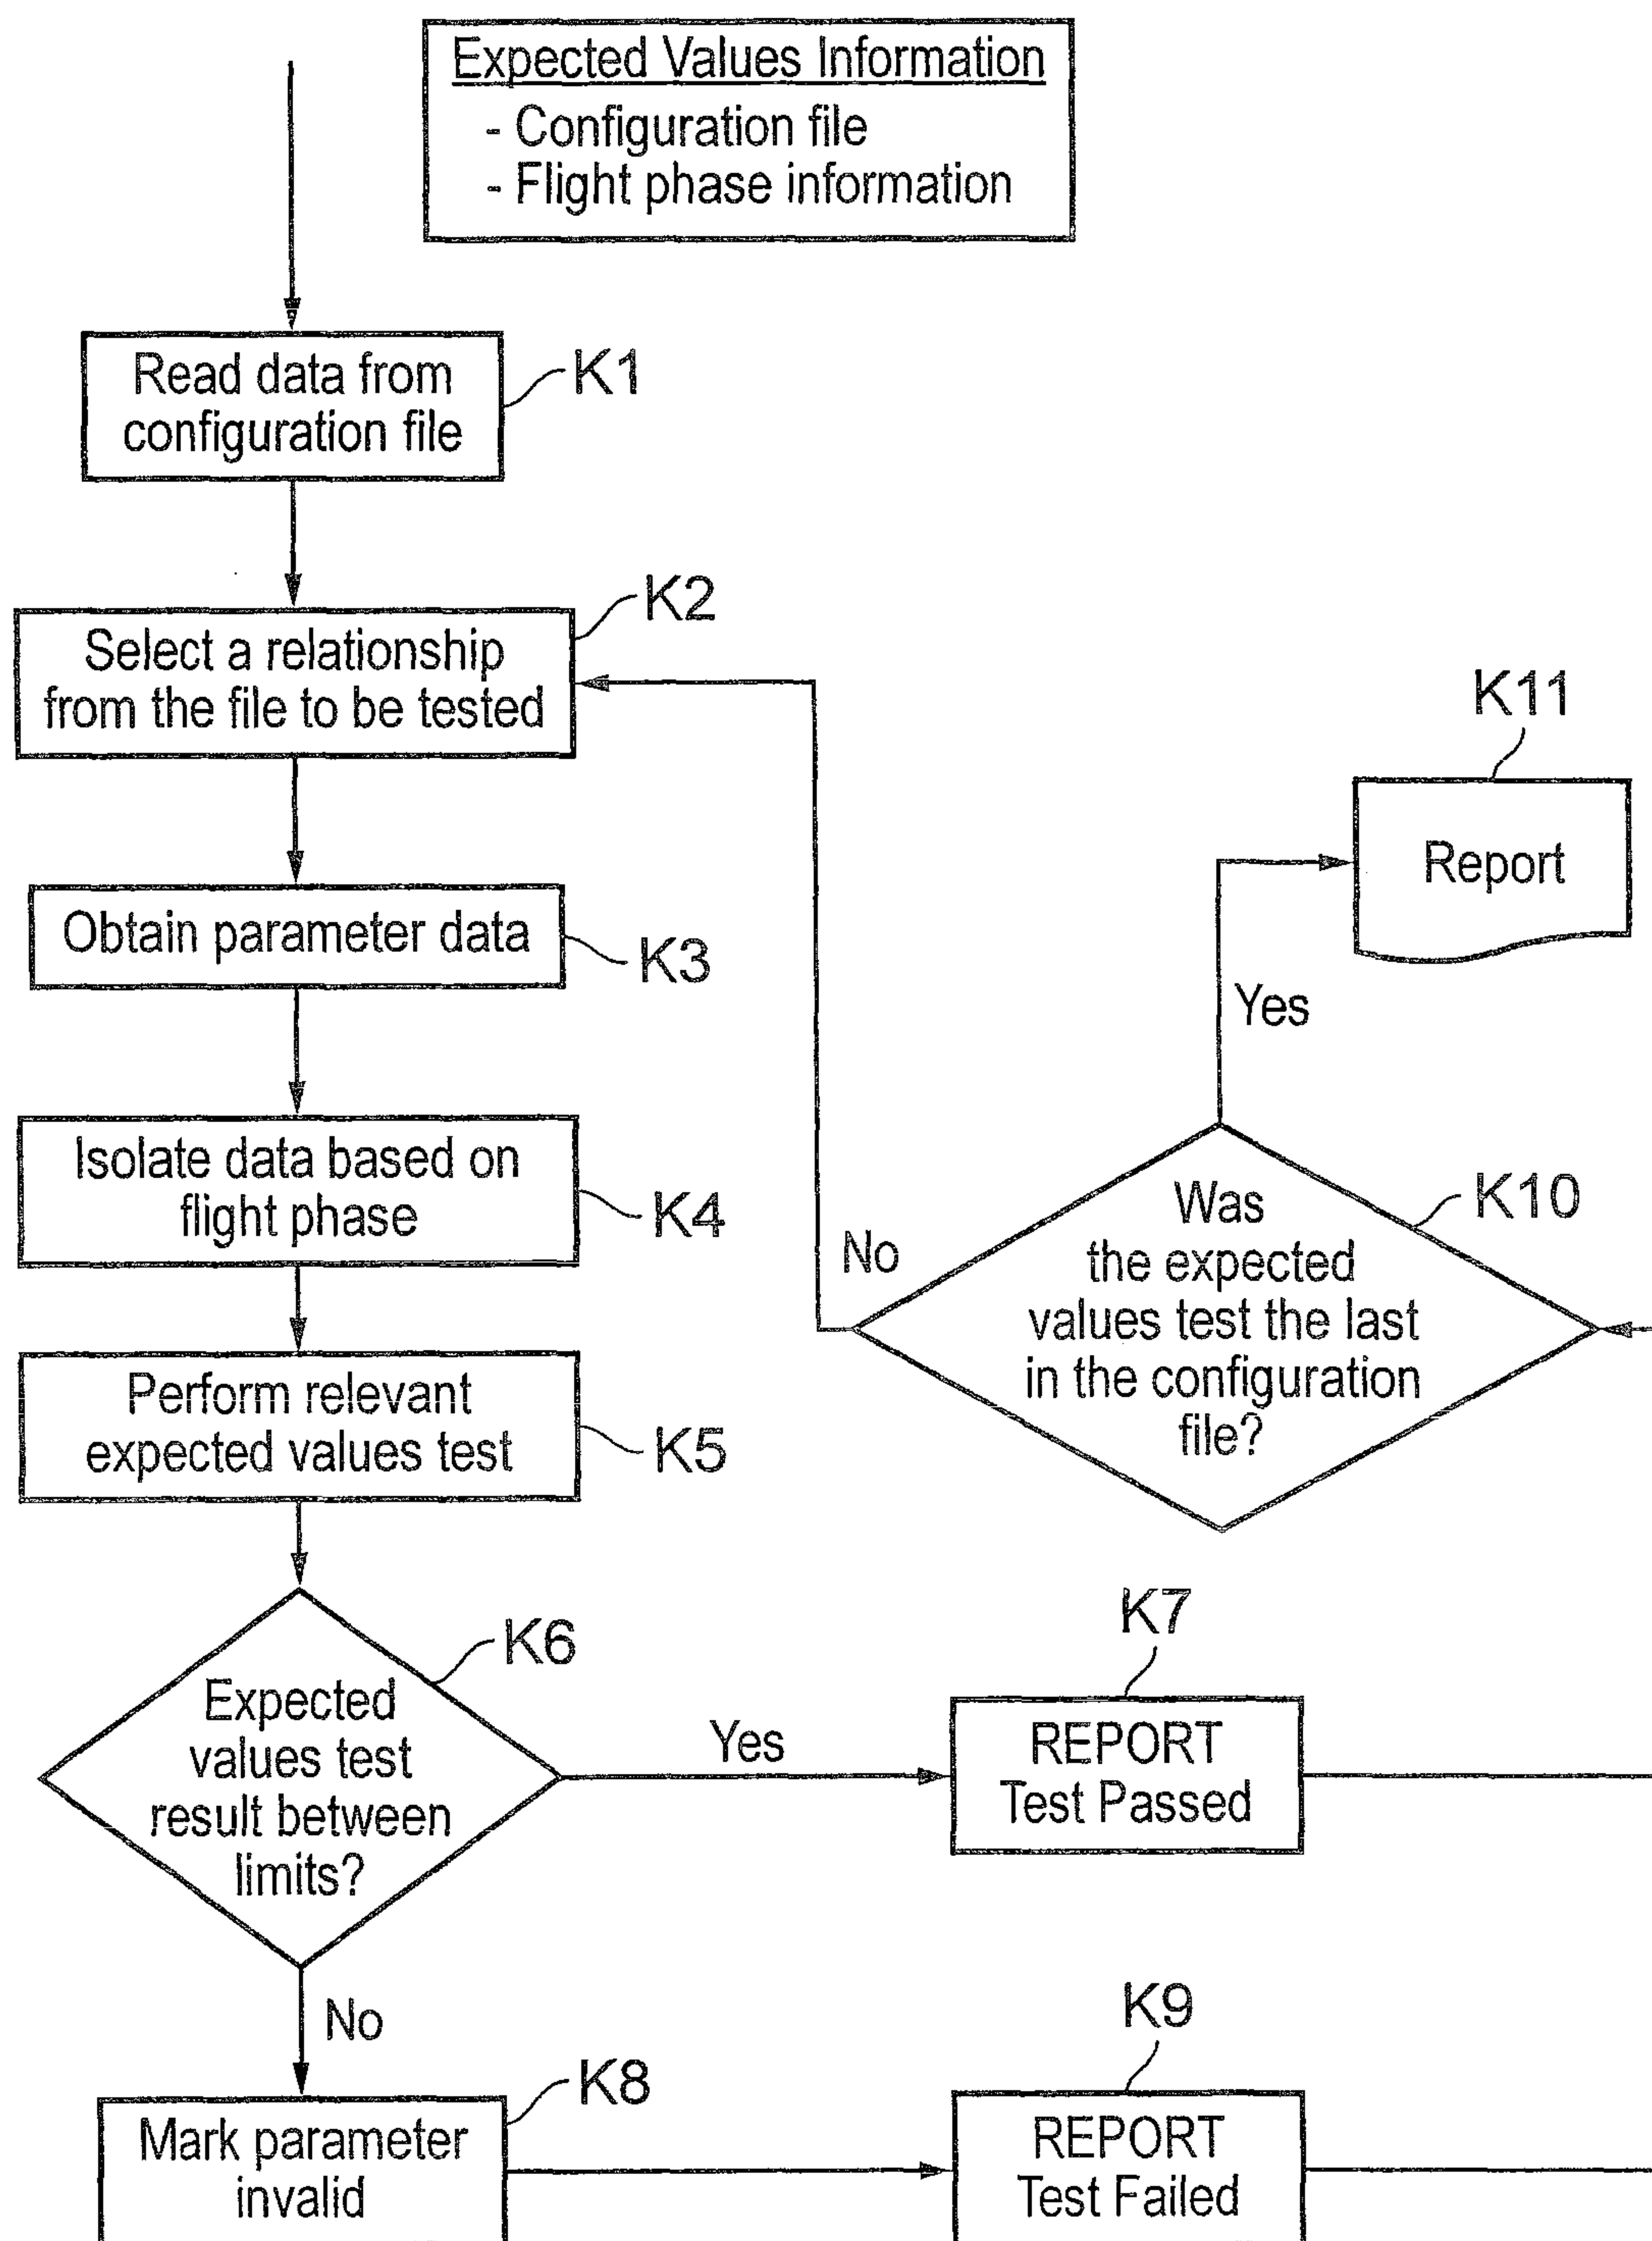 Expected Values Information
- Configuration file
- Flight phase information
Read data from
configuration file
K1
Select a relationship
from the file to be tested
K2
Obtain parameter data
K3
Isolate data based on
flight phase
K4
Perform relevant
expected values test
K5
Expected
values test
result between
limits?
K6
Yes
No
K7
REPORT
Test Passed
Mark parameter
invalid
K8
K9
REPORT
Test Failed
Was
the expected
values test the last
in the configuration
file?
K10
No
Yes
K11
Report